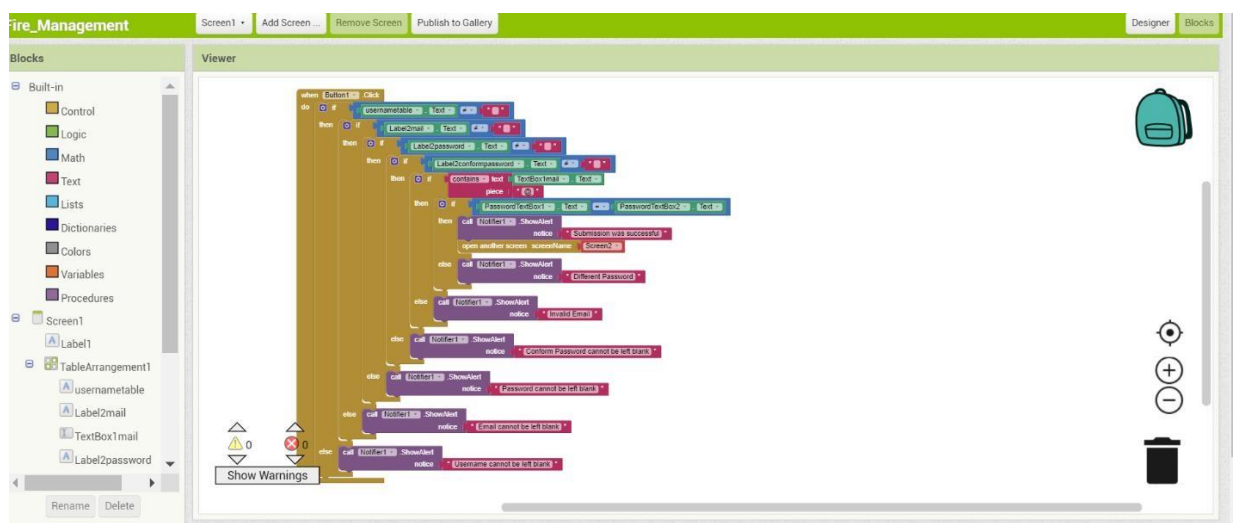 Fire_Management
Screen1 Add Screen ... Remove Screen Publish to Gallery Designer Blocks
Blocks
Viewer
Built-in
Control
Logic
Math
Text
Lists
Dictionaries
Colors
Variables
Procedures
Screen1
Label1
TableArrangement1
usernametable
Label2mail
TextBox1mail
Label2password
Rename Delete
when Button1 .Click
do if usernametable . Text ≠ " "
then if Label2mail . Text ≠ " "
then if Label2password . Text ≠ " "
then if Label2conformpassword . Text ≠ " "
then if contains text TextBox1mail . Text
piece " @ "
then if PasswordTextBox1 . Text = PasswordTextBox2 . Text
then call Notifier1 .ShowAlert
notice " Submission was successful "
open another screen screenName Screen2
else call Notifier1 .ShowAlert
notice " Different Password "
else call Notifier1 .ShowAlert
notice " Invalid Email "
else call Notifier1 .ShowAlert
notice " Conform Password cannot be left blank "
else call Notifier1 .ShowAlert
notice " Password cannot be left blank "
else call Notifier1 .ShowAlert
notice " Email cannot be left blank "
else call Notifier1 .ShowAlert
notice " Username cannot be left blank "
0 0
Show Warnings